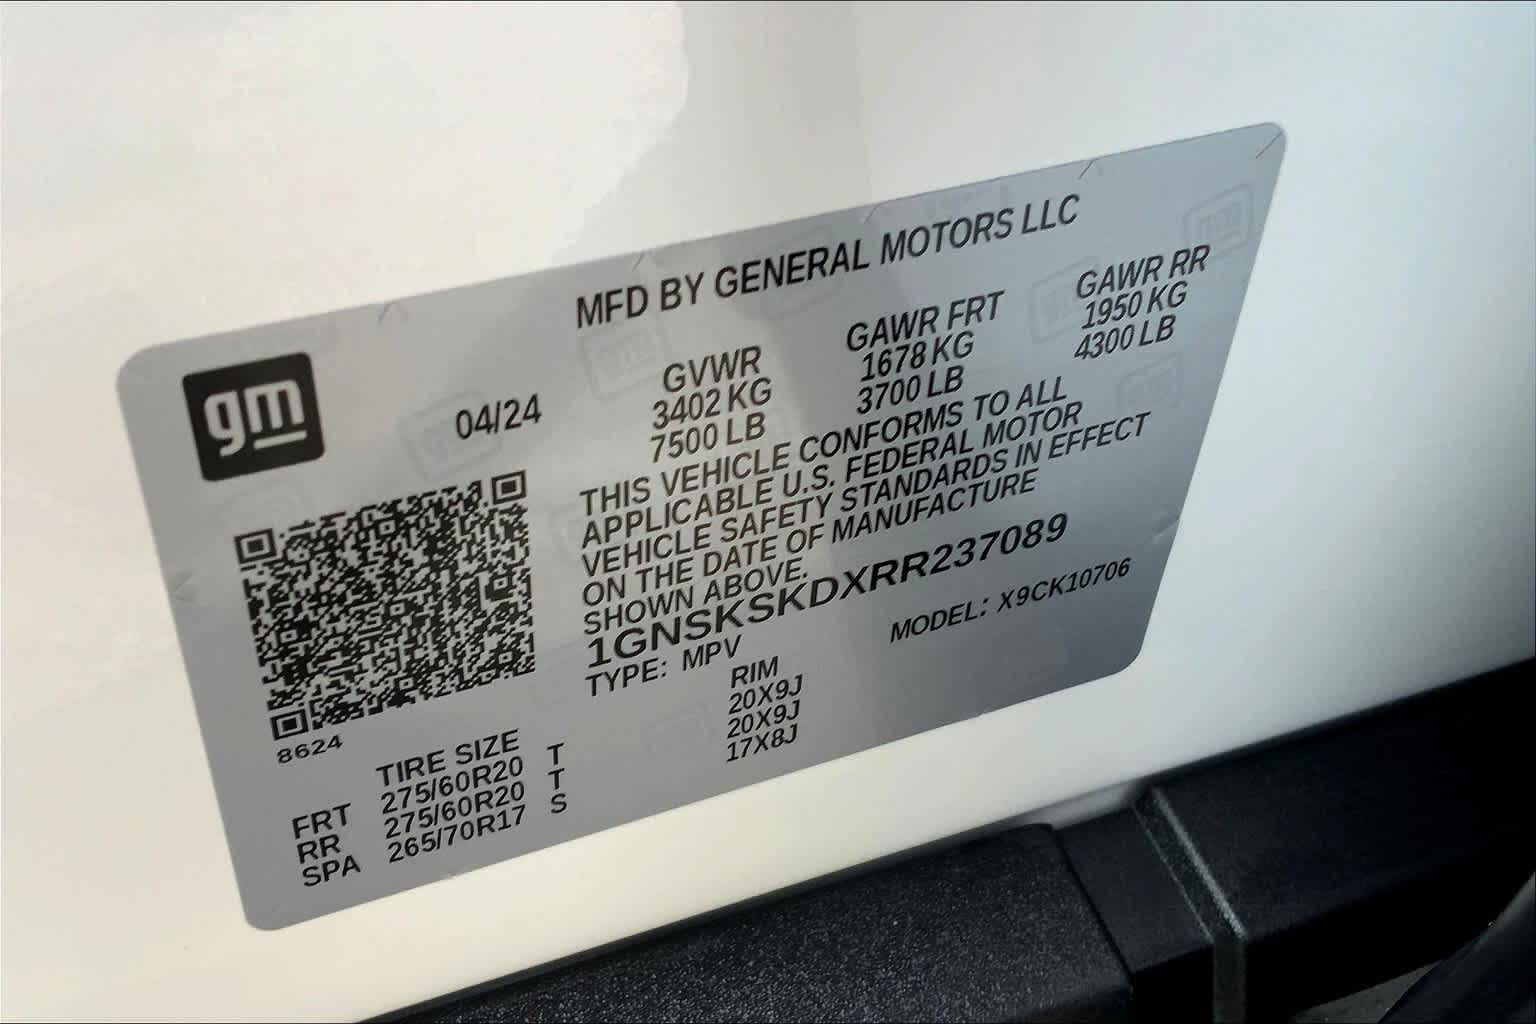 MFD BY GENERAL MOTORS LLC
gm
04/24
GVWR
3402 KG
7500 LB
GAWR FRT
1678 KG
3700 LB
GAWR RR
1950 KG
4300 LB
THIS VEHICLE CONFORMS TO ALL
APPLICABLE U.S. FEDERAL MOTOR
VEHICLE SAFETY STANDARDS IN EFFECT
ON THE DATE OF MANUFACTURE
SHOWN ABOVE.
1GNSKSKDXRR237089
TYPE: MPV
MODEL: X9CK10706
8624
TIRE SIZE RIM
FRT 275/60R20 T 20X9J
RR 275/60R20 T 20X9J
SPA 265/70R17 S 17X8J